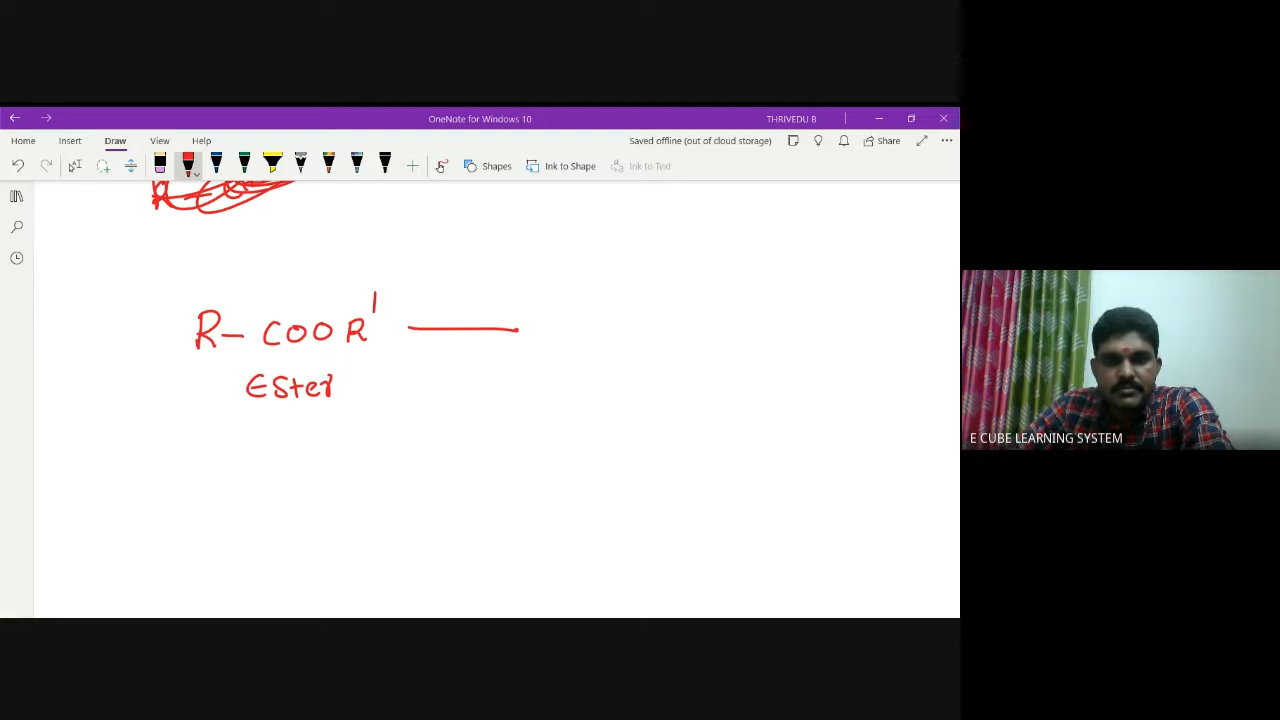 OneNote for Windows 10
THRIVEDU B
Home Insert Draw View Help
Saved offline (out of cloud storage)
Share
Shapes
Ink to Shape
Ink to Text
R- COOR'
Ester
E CUBE LEARNING SYSTEM